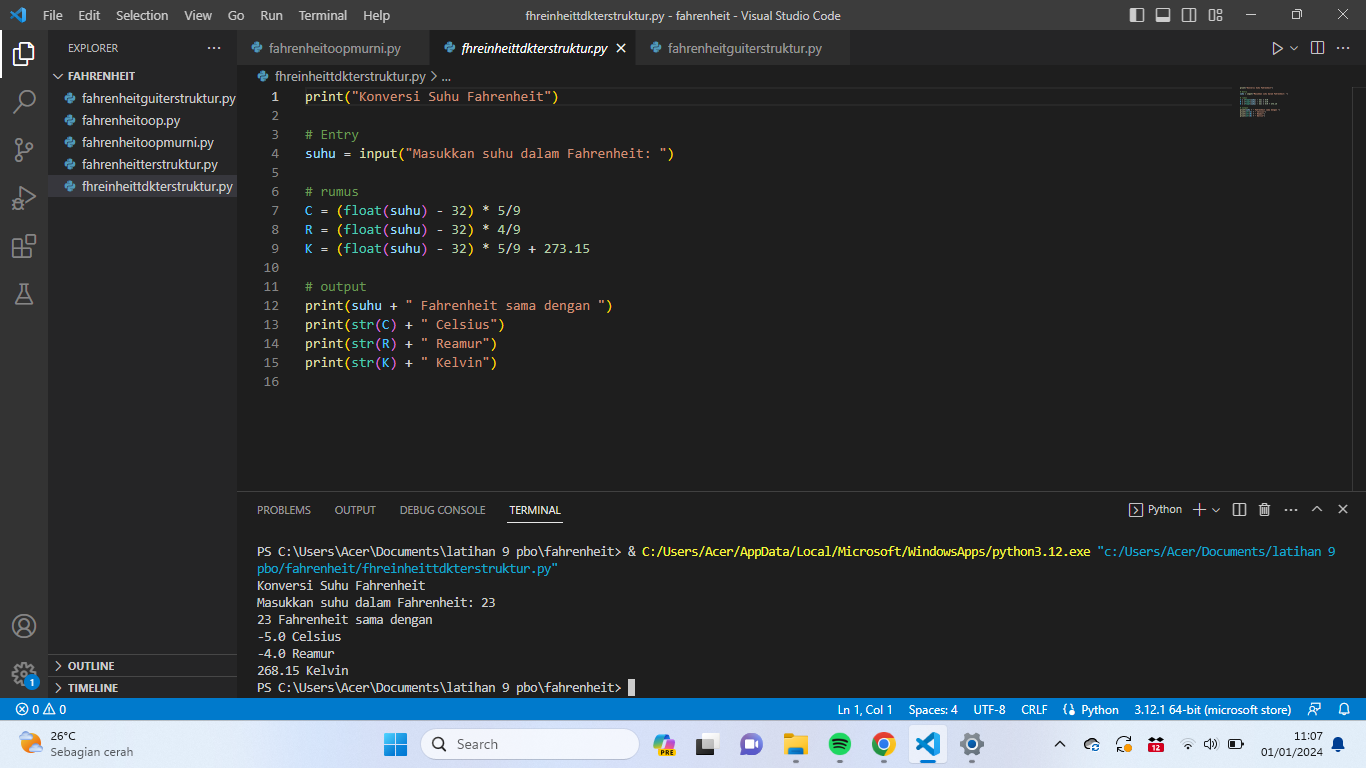 File Edit Selection View Go Run Terminal Help fhreinheittdkterstruktur.py - fahrenheit - Visual Studio Code
EXPLORER
FAHRENHEIT
fahrenheitguiterstruktur.py
fahrenheitoop.py
fahrenheitoopmurni.py
fahrenheitterstruktur.py
fhreinheittdkterstruktur.py
OUTLINE
TIMELINE
fahrenheitoopmurni.py fhreinheittdkterstruktur.py fahrenheitguiterstruktur.py
fhreinheittdkterstruktur.py > ...
1 print("Konversi Suhu Fahrenheit")
2
3 # Entry
4 suhu = input("Masukkan suhu dalam Fahrenheit: ")
5
6 # rumus
7 C = (float(suhu) - 32) * 5/9
8 R = (float(suhu) - 32) * 4/9
9 K = (float(suhu) - 32) * 5/9 + 273.15
10
11 # output
12 print(suhu + " Fahrenheit sama dengan ")
13 print(str(C) + " Celsius")
14 print(str(R) + " Reamur")
15 print(str(K) + " Kelvin")
16
PROBLEMS OUTPUT DEBUG CONSOLE TERMINAL Python
PS C:\Users\Acer\Documents\latihan 9 pbo\fahrenheit> & C:/Users/Acer/AppData/Local/Microsoft/WindowsApps/python3.12.exe "c:/Users/Acer/Documents/latihan 9
pbo/fahrenheit/fhreinheittdkterstruktur.py"
Konversi Suhu Fahrenheit
Masukkan suhu dalam Fahrenheit: 23
23 Fahrenheit sama dengan
-5.0 Celsius
-4.0 Reamur
268.15 Kelvin
PS C:\Users\Acer\Documents\latihan 9 pbo\fahrenheit>
1
0 0 Ln 1, Col 1 Spaces: 4 UTF-8 CRLF Python 3.12.1 64-bit (microsoft store)
26°C
Sebagian cerah
Search
PRE
12
11:07
01/01/2024